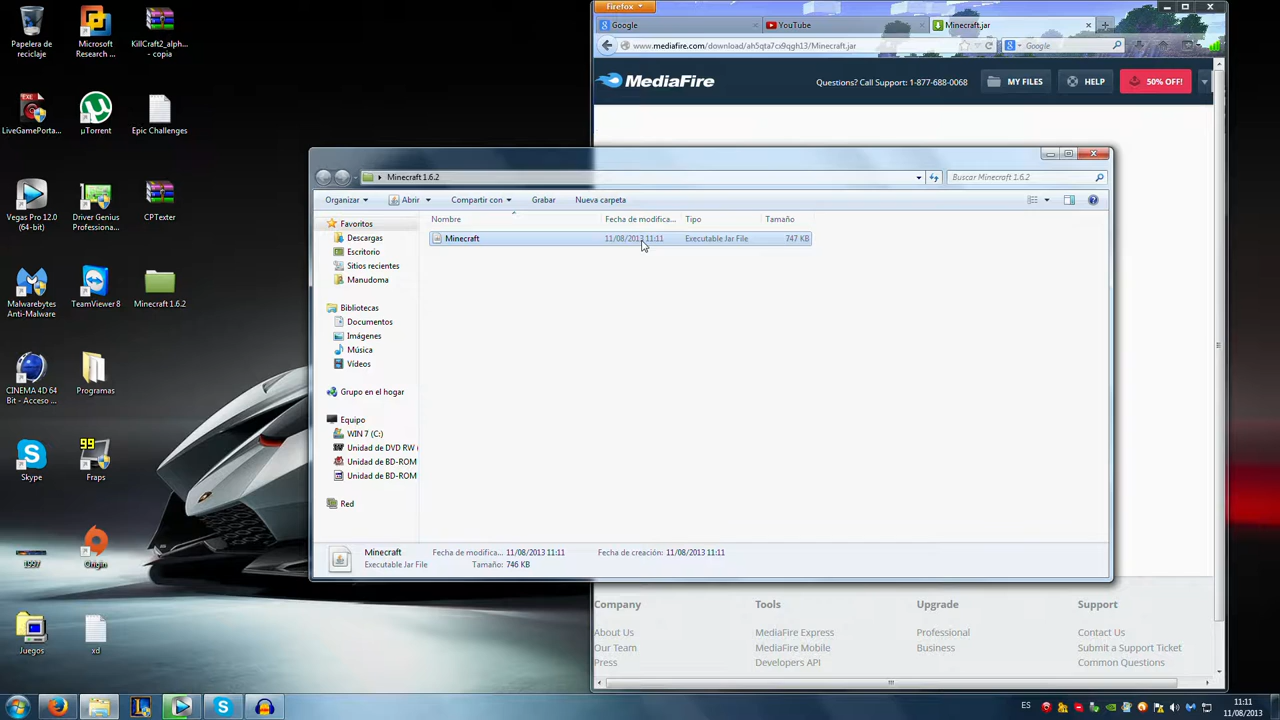 Papelera de reciclaje
Microsoft Research ...
KillCraft2_alph... - copia
LiveGamePorta...
µTorrent
Epic Challenges
Vegas Pro 12.0 (64-bit)
Driver Genius Professiona...
CPTexter
Malwarebytes Anti-Malware
TeamViewer 8
Minecraft 1.6.2
CINEMA 4D 64 Bit - Acceso ...
Programas
99
Skype
Fraps
1997
Origin
Juegos
xd
Firefox
Google
YouTube
Minecraft.jar
www.mediafire.com/download/ah5qta7cx9qgh13/Minecraft.jar
Google
MediaFire
Questions? Call Support: 1-877-688-0068
MY FILES
HELP
50% OFF!
Minecraft 1.6.2
Buscar Minecraft 1.6.2
Organizar
Abrir
Compartir con
Grabar
Nueva carpeta
Nombre
Fecha de modifica...
Tipo
Tamaño
Minecraft
11/08/2013 11:11
Executable Jar File
747 KB
Favoritos
Descargas
Escritorio
Sitios recientes
Manudoma
Bibliotecas
Documentos
Imágenes
Música
Vídeos
Grupo en el hogar
Equipo
WIN 7 (C:)
Unidad de DVD RW (
Unidad de BD-ROM
Unidad de BD-ROM
Red
Minecraft
Fecha de modifica... 11/08/2013 11:11
Fecha de creación: 11/08/2013 11:11
Executable Jar File
Tamaño: 746 KB
Company
Tools
Upgrade
Support
About Us
MediaFire Express
Professional
Contact Us
Our Team
MediaFire Mobile
Business
Submit a Support Ticket
Press
Developers API
Common Questions
ES
11:11
11/08/2013